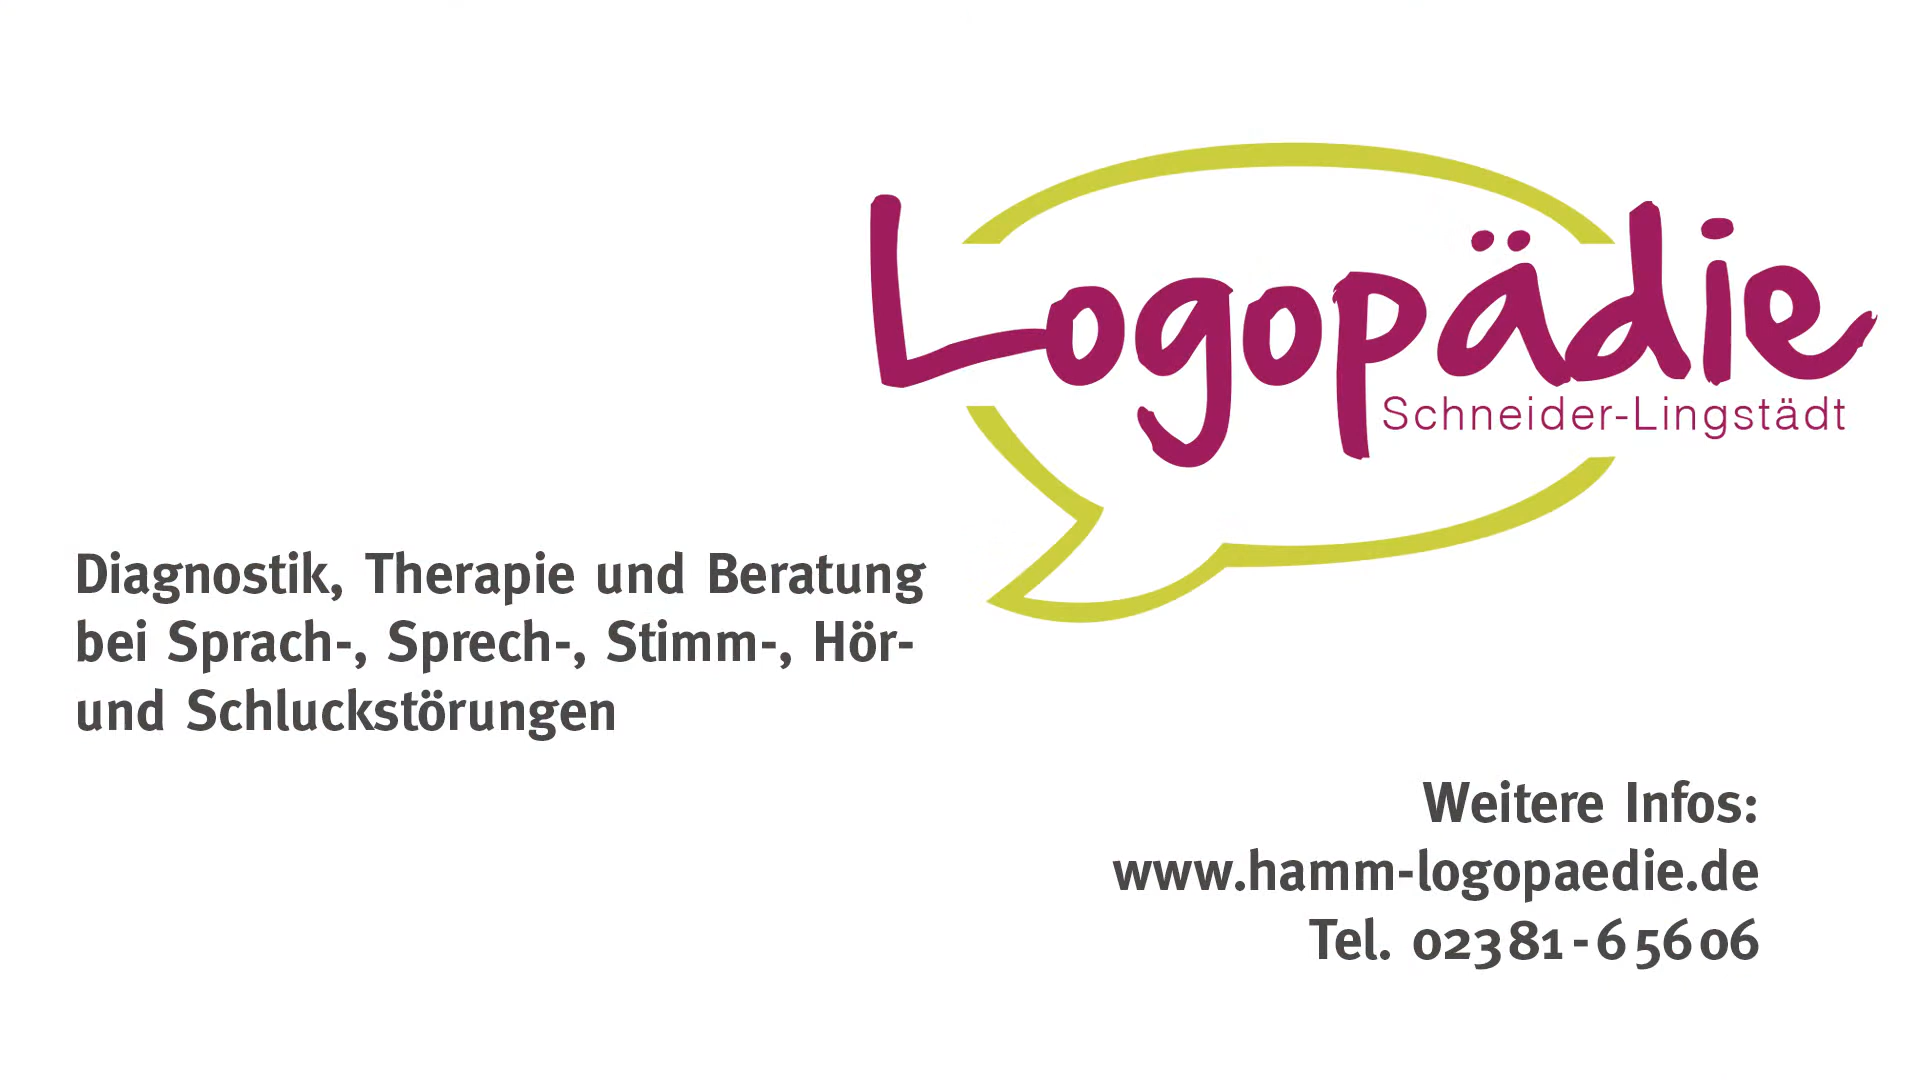 Logopädie
Schneider-Lingstädt
Diagnostik, Therapie und Beratung
bei Sprach-, Sprech-, Stimm-, Hör-
und Schluckstörungen
Weitere Infos:
www.hamm-logopaedie.de
Tel. 02381-65606